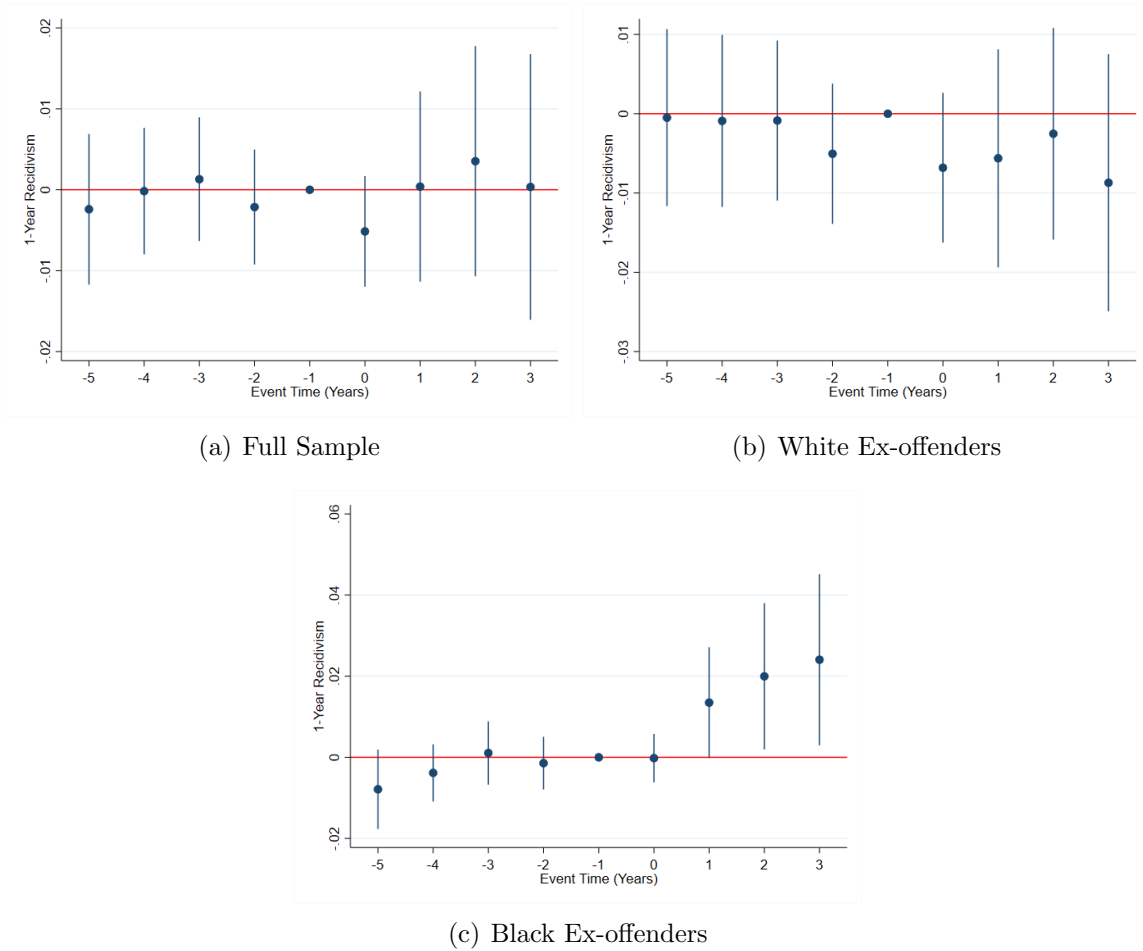 1-Year Recidivism
.02
.01
0
-.01
-.02
-5 -4 -3 -2 -1 0 1 2 3
Event Time (Years)
(a) Full Sample
1-Year Recidivism
.01
0
-.01
-.02
-.03
-5 -4 -3 -2 -1 0 1 2 3
Event Time (Years)
(b) White Ex-offenders
1-Year Recidivism
.06
.04
.02
0
-.02
-5 -4 -3 -2 -1 0 1 2 3
Event Time (Years)
(c) Black Ex-offenders